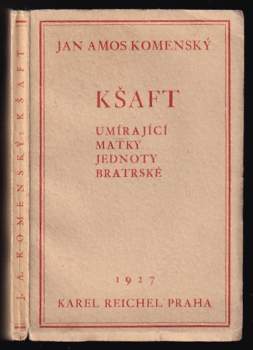 J. A. KOMENSKÝ: KŠAFT
JAN AMOS KOMENSKÝ
KŠAFT
UMÍRAJÍCÍ
MATKY
JEDNOTY
BRATRSKÉ
1927
KAREL REICHEL PRAHA